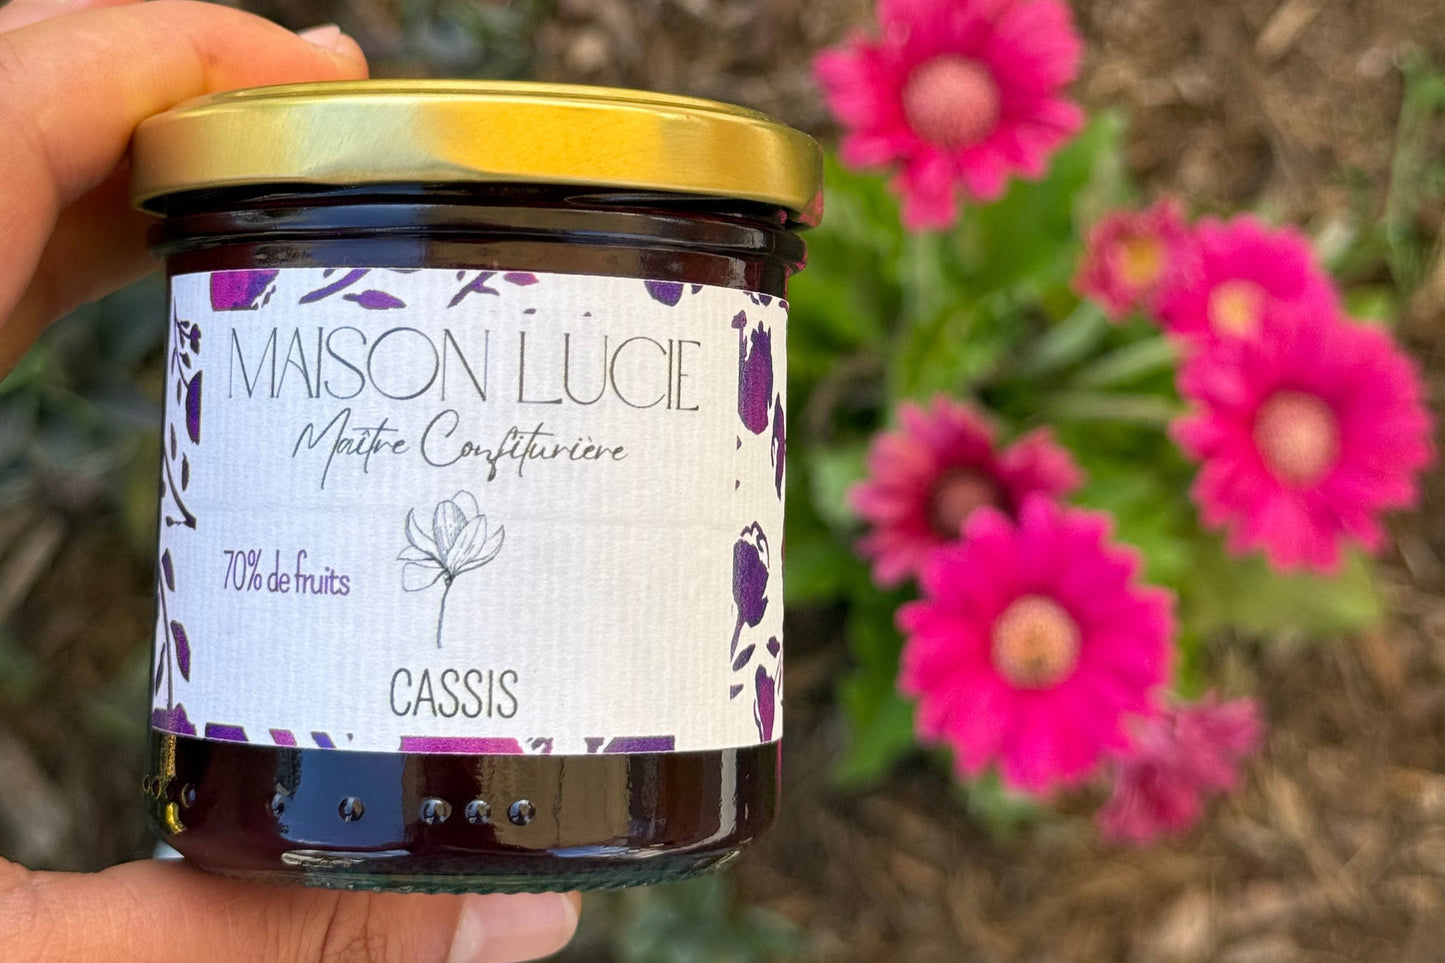 MAISON LUCIE
Maître Confiturière
70% de fruits
CASSIS